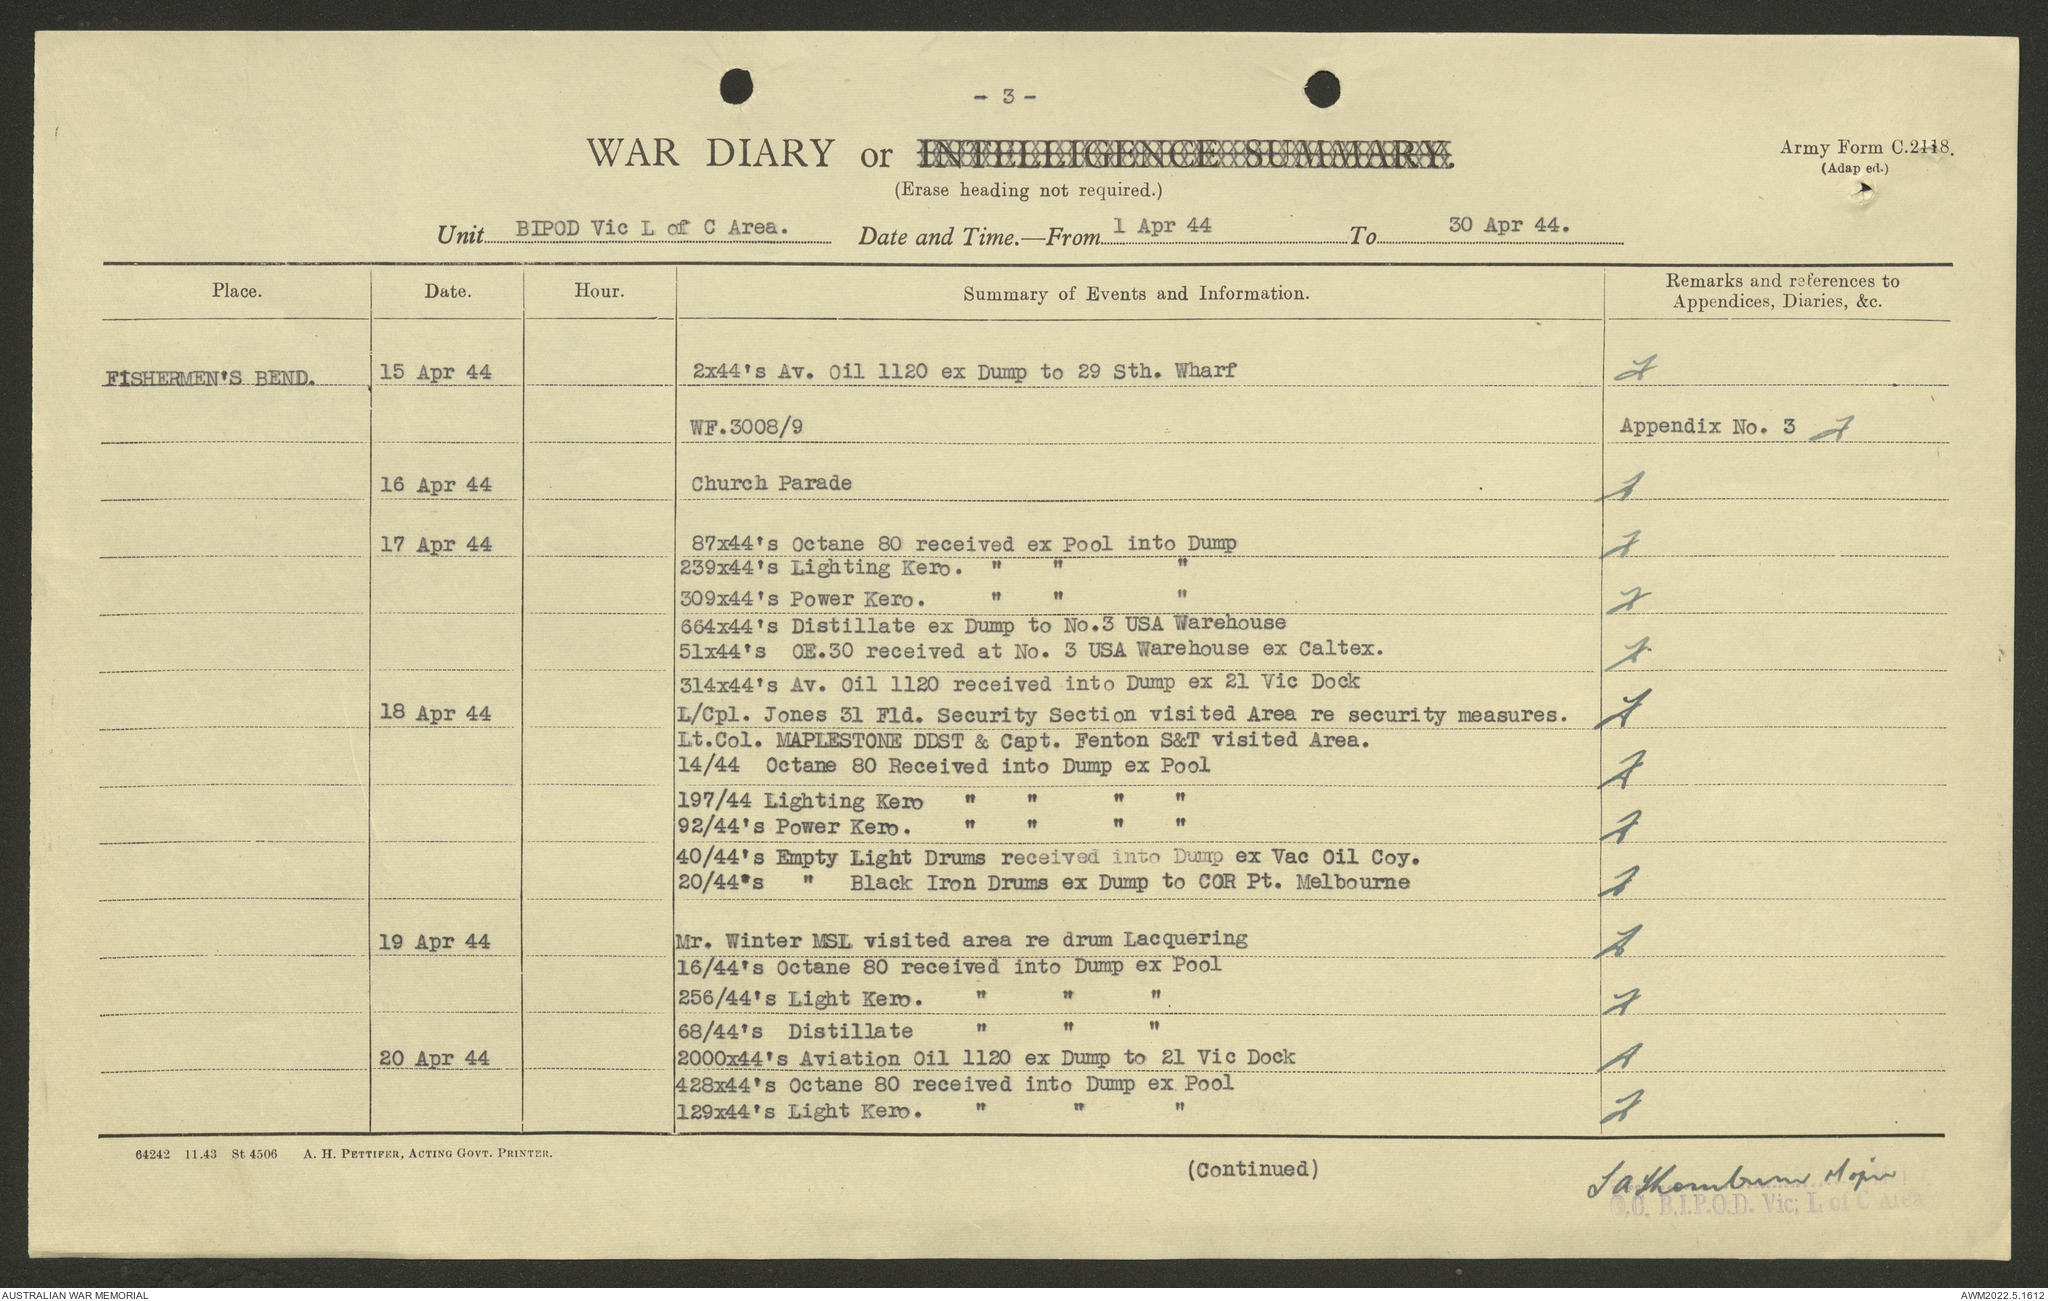 - 3 -
WAR DIARY or INTELLIGENCE SUMMARY.
Army Form C.2118.
(Adap ed.)
(Erase heading not required.)
Unit BIPOD Vic L of C Area. Date and Time.—From 1 Apr 44 To 30 Apr 44.
Place. Date. Hour. Summary of Events and Information. Remarks and references to
Appendices, Diaries, &c.
FISHERMEN'S BEND. 15 Apr 44 2x44's Av. Oil 1120 ex Dump to 29 Sth. Wharf
WF.3008/9 Appendix No. 3
16 Apr 44 Church Parade
17 Apr 44 87x44's Octane 80 received ex Pool into Dump
239x44's Lighting Kero. " " "
309x44's Power Kero. " " "
664x44's Distillate ex Dump to No.3 USA Warehouse
51x44's OE.30 received at No. 3 USA Warehouse ex Caltex.
314x44's Av. Oil 1120 received into Dump ex 21 Vic Dock
18 Apr 44 L/Cpl. Jones 31 Fld. Security Section visited Area re security measures.
Lt.Col. MAPLESTONE DDST & Capt. Fenton S&T visited Area.
14/44 Octane 80 Received into Dump ex Pool
197/44 Lighting Kero " " " "
92/44's Power Kero. " " " "
40/44's Empty Light Drums received into Dump ex Vac Oil Coy.
20/44's " Black Iron Drums ex Dump to COR Pt. Melbourne
19 Apr 44 Mr. Winter MSL visited area re drum Lacquering
16/44's Octane 80 received into Dump ex Pool
256/44's Light Kero. " " "
68/44's Distillate " " "
20 Apr 44 2000x44's Aviation Oil 1120 ex Dump to 21 Vic Dock
428x44's Octane 80 received into Dump ex Pool
129x44's Light Kero. " " "
64242 11.43 St 4506 A. H. PETTIFER, ACTING GOVT. PRINTER.
(Continued)
O.C. B.I.P.O.D. Vic; L of C Area
AUSTRALIAN WAR MEMORIAL
AWM2022.5.1612